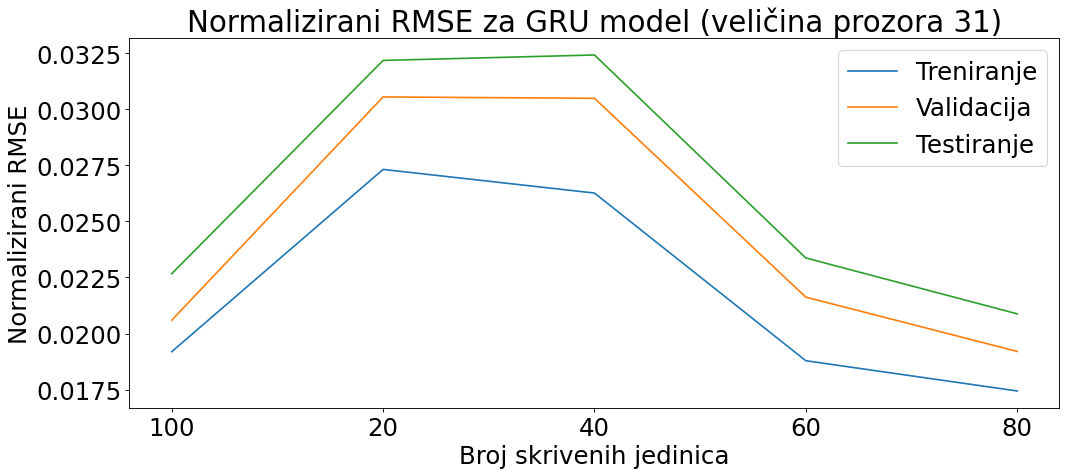 Normalizirani RMSE za GRU model (veličina prozora 31)
Normalizirani RMSE
0.0325
0.0300
0.0275
0.0250
0.0225
0.0200
0.0175
Treniranje
Validacija
Testiranje
100 20 40 60 80
Broj skrivenih jedinica